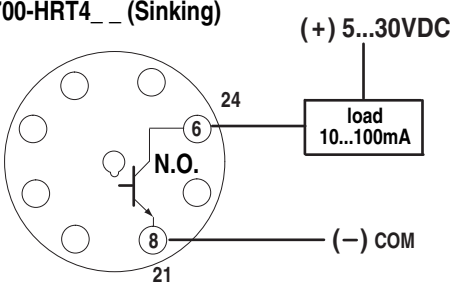 700-HRT4_ _ (Sinking)
(+) 5...30VDC
24
load
10...100mA
6
N.O.
8
(−) COM
21